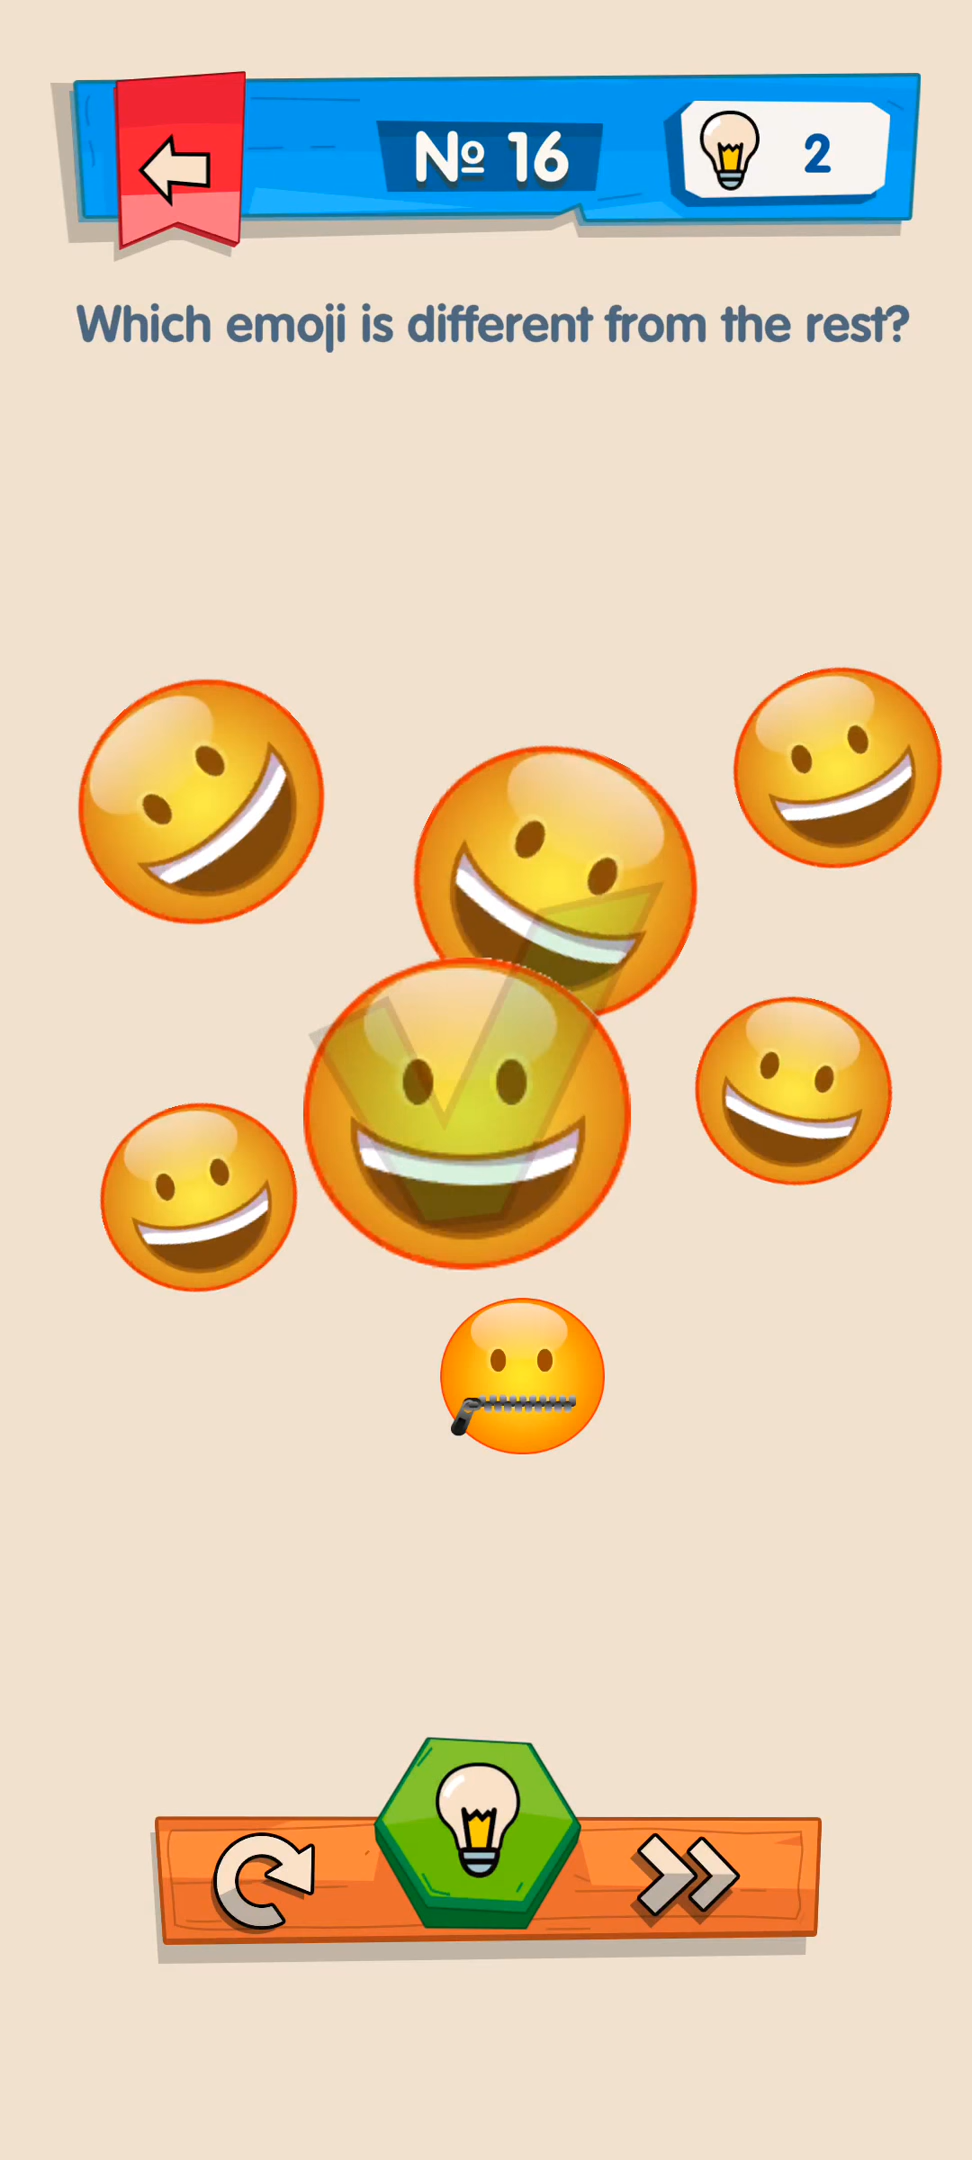 № 16
2
Which emoji is different from the rest?